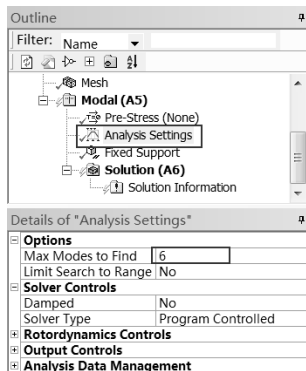 Outline
Filter: Name
Mesh
Modal (A5)
Pre-Stress (None)
Analysis Settings
Fixed Support
Solution (A6)
Solution Information
Details of "Analysis Settings"
Options
Max Modes to Find 6
Limit Search to Range No
Solver Controls
Damped No
Solver Type Program Controlled
Rotordynamics Controls
Output Controls
Analysis Data Management